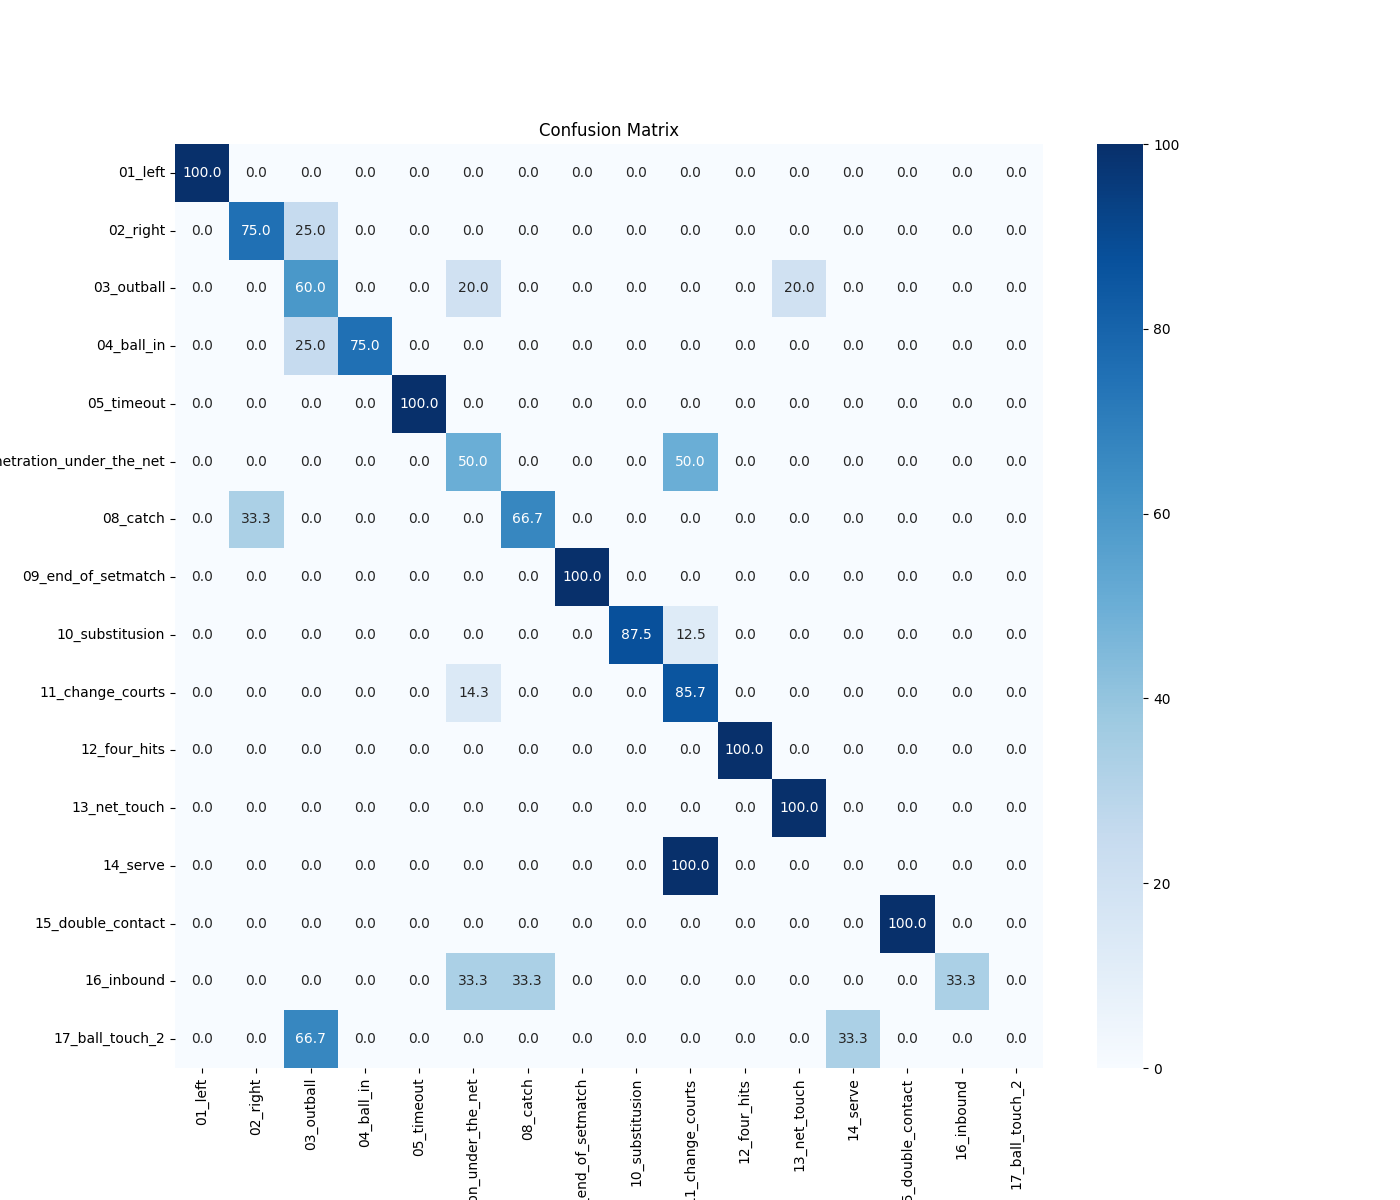 Confusion Matrix
01_left 100.0 0.0 0.0 0.0 0.0 0.0 0.0 0.0 0.0 0.0 0.0 0.0 0.0 0.0 0.0 0.0 100
02_right 0.0 75.0 25.0 0.0 0.0 0.0 0.0 0.0 0.0 0.0 0.0 0.0 0.0 0.0 0.0 0.0
03_outball 0.0 0.0 60.0 0.0 0.0 20.0 0.0 0.0 0.0 0.0 0.0 20.0 0.0 0.0 0.0 0.0
04_ball_in 0.0 0.0 25.0 75.0 0.0 0.0 0.0 0.0 0.0 0.0 0.0 0.0 0.0 0.0 0.0 0.0 80
05_timeout 0.0 0.0 0.0 0.0 100.0 0.0 0.0 0.0 0.0 0.0 0.0 0.0 0.0 0.0 0.0 0.0
netration_under_the_net 0.0 0.0 0.0 0.0 0.0 50.0 0.0 0.0 0.0 50.0 0.0 0.0 0.0 0.0 0.0 0.0
08_catch 0.0 33.3 0.0 0.0 0.0 0.0 66.7 0.0 0.0 0.0 0.0 0.0 0.0 0.0 0.0 0.0 60
09_end_of_setmatch 0.0 0.0 0.0 0.0 0.0 0.0 0.0 100.0 0.0 0.0 0.0 0.0 0.0 0.0 0.0 0.0
10_substitusion 0.0 0.0 0.0 0.0 0.0 0.0 0.0 0.0 87.5 12.5 0.0 0.0 0.0 0.0 0.0 0.0
11_change_courts 0.0 0.0 0.0 0.0 0.0 14.3 0.0 0.0 0.0 85.7 0.0 0.0 0.0 0.0 0.0 0.0 40
12_four_hits 0.0 0.0 0.0 0.0 0.0 0.0 0.0 0.0 0.0 0.0 100.0 0.0 0.0 0.0 0.0 0.0
13_net_touch 0.0 0.0 0.0 0.0 0.0 0.0 0.0 0.0 0.0 0.0 0.0 100.0 0.0 0.0 0.0 0.0
14_serve 0.0 0.0 0.0 0.0 0.0 0.0 0.0 0.0 0.0 100.0 0.0 0.0 0.0 0.0 0.0 0.0 20
15_double_contact 0.0 0.0 0.0 0.0 0.0 0.0 0.0 0.0 0.0 0.0 0.0 0.0 0.0 100.0 0.0 0.0
16_inbound 0.0 0.0 0.0 0.0 0.0 33.3 33.3 0.0 0.0 0.0 0.0 0.0 0.0 0.0 33.3 0.0
17_ball_touch_2 0.0 0.0 66.7 0.0 0.0 0.0 0.0 0.0 0.0 0.0 0.0 0.0 33.3 0.0 0.0 0.0 0
01_left
02_right
03_outball
04_ball_in
05_timeout
on_under_the_net
08_catch
_end_of_setmatch
10_substitusion
1_change_courts
12_four_hits
13_net_touch
14_serve
5_double_contact
16_inbound
17_ball_touch_2